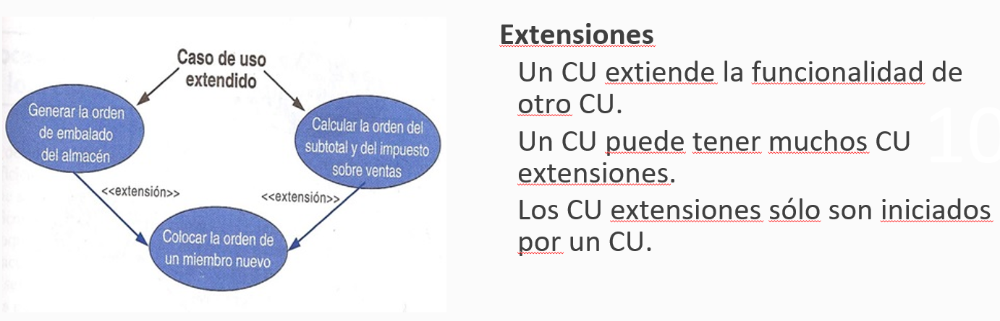 Caso de uso
extendido
Generar la orden
de embalado
del almacén
Calcular la orden del
subtotal y del impuesto
sobre ventas
<<extensión>>
<<extensión>>
Colocar la orden de
un miembro nuevo
Extensiones
Un CU extiende la funcionalidad de
otro CU.
Un CU puede tener muchos CU
extensiones.
Los CU extensiones sólo son iniciados
por un CU.
10